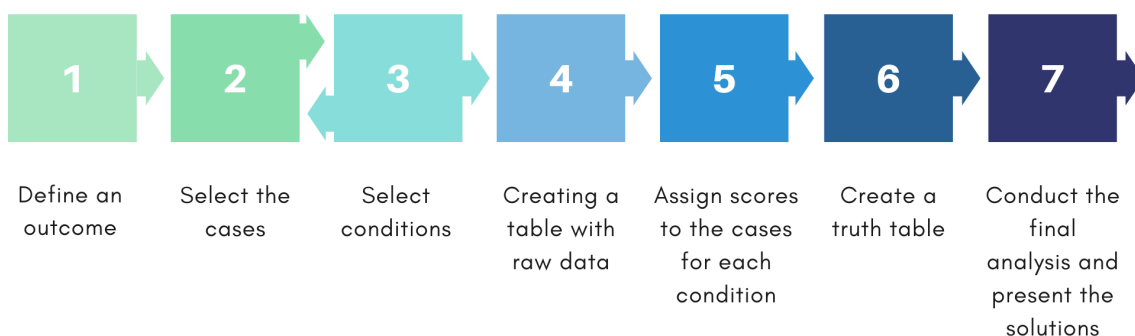 1
2
3
4
5
6
7
Define an
outcome
Select the
cases
Select
conditions
Creating a
table with
raw data
Assign scores
to the cases
for each
condition
Create a
truth table
Conduct the
final
analysis and
present the
solutions